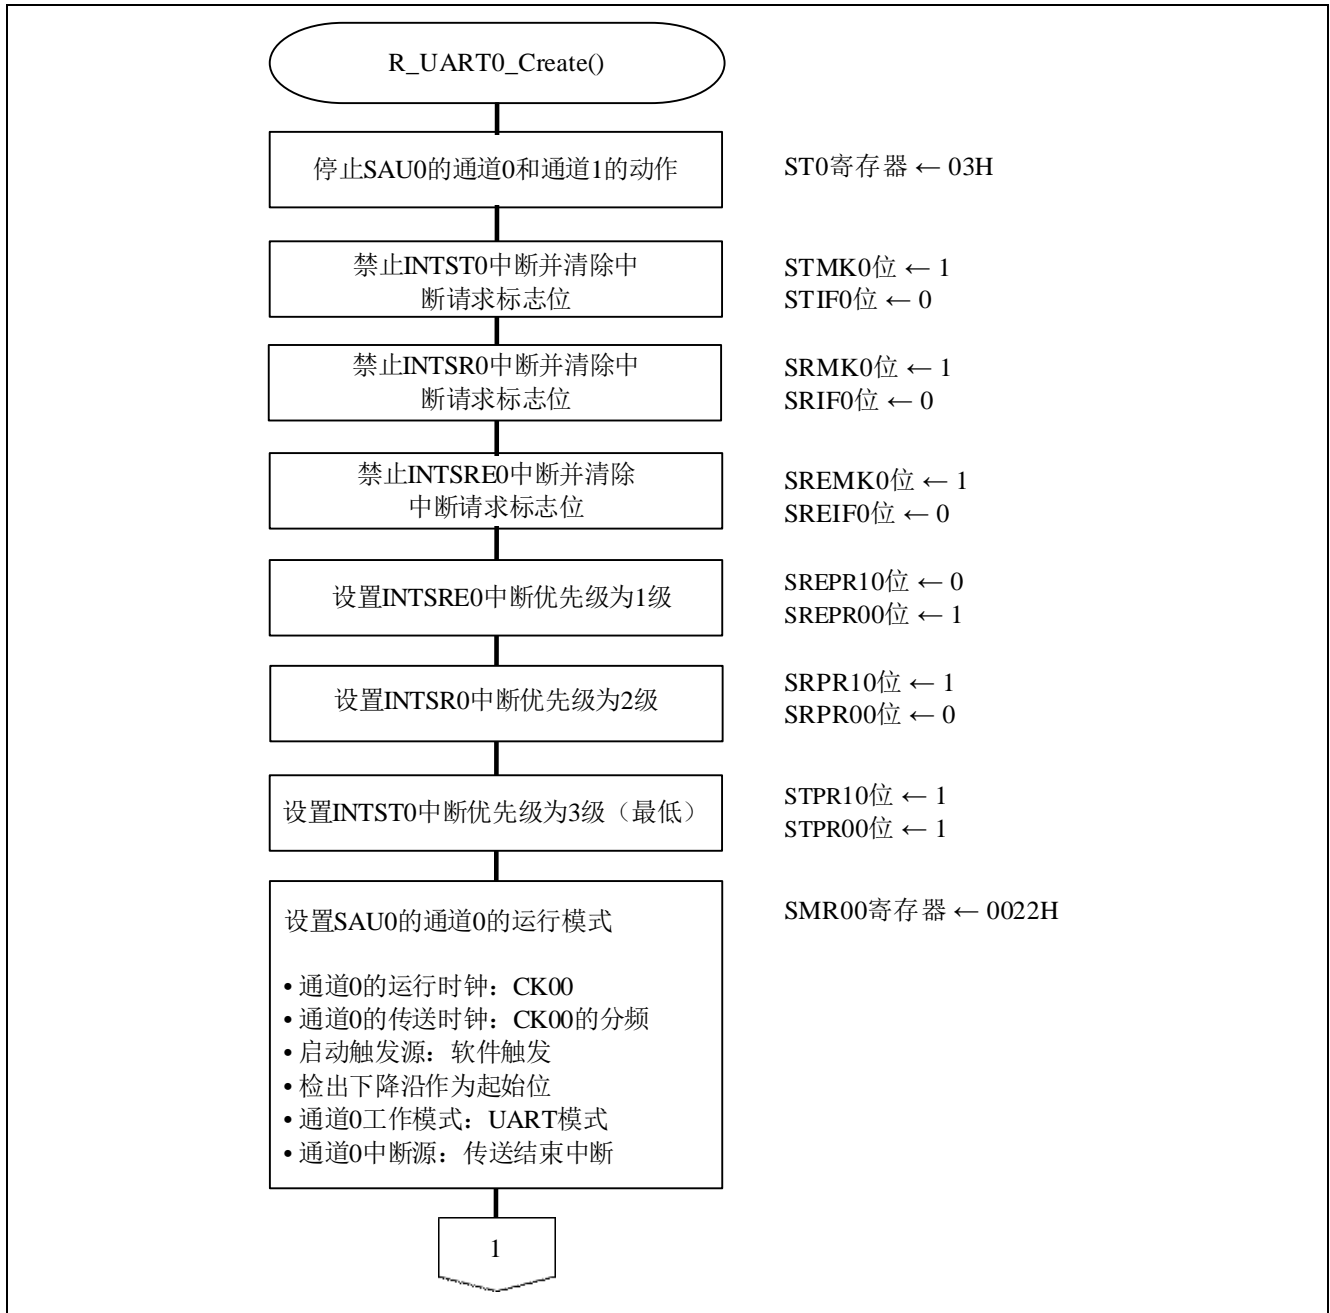 R_UART0_Create()
停止SAU0的通道0和通道1的动作
ST0寄存器 ← 03H
禁止INTST0中断并清除中
断请求标志位
STMK0位 ← 1
STIF0位 ← 0
禁止INTSR0中断并清除中
断请求标志位
SRMK0位 ← 1
SRIF0位 ← 0
禁止INTSRE0中断并清除
中断请求标志位
SREMK0位 ← 1
SREIF0位 ← 0
设置INTSRE0中断优先级为1级
SREPR10位 ← 0
SREPR00位 ← 1
设置INTSR0中断优先级为2级
SRPR10位 ← 1
SRPR00位 ← 0
设置INTST0中断优先级为3级（最低）
STPR10位 ← 1
STPR00位 ← 1
设置SAU0的通道0的运行模式
SMR00寄存器 ← 0022H
• 通道0的运行时钟：CK00
• 通道0的传送时钟：CK00的分频
• 启动触发源：软件触发
• 检出下降沿作为起始位
• 通道0工作模式：UART模式
• 通道0中断源：传送结束中断
1